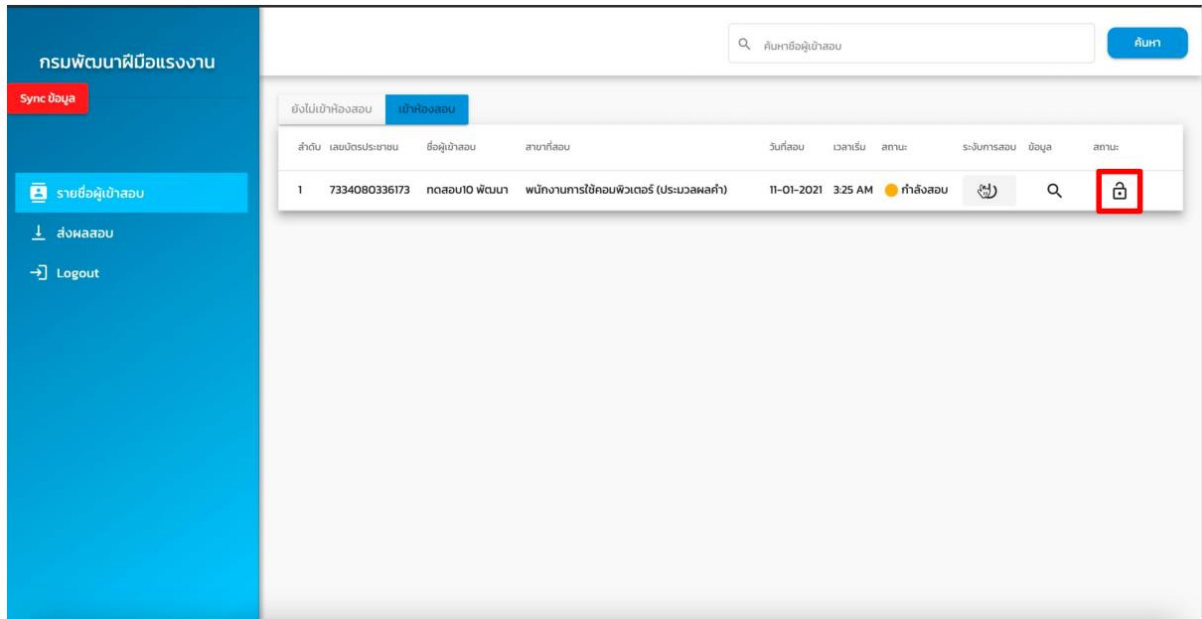 กรมพัฒนาฝีมือแรงงาน
Sync ข้อมูล
รายชื่อผู้เข้าสอบ
ส่งผลสอบ
Logout
ค้นหาชื่อผู้เข้าสอบ ค้นหา
ยังไม่เข้าห้องสอบ เข้าห้องสอบ
ลำดับ เลขบัตรประชาชน ชื่อผู้เข้าสอบ สาขาที่สอบ วันที่สอบ เวลาเริ่ม สถานะ ระงับการสอบ ข้อมูล สถานะ
1 7334080336173 ทดสอบ10 พัฒนา พนักงานการใช้คอมพิวเตอร์ (ประมวลผลคำ) 11-01-2021 3:25 AM กำลังสอบ